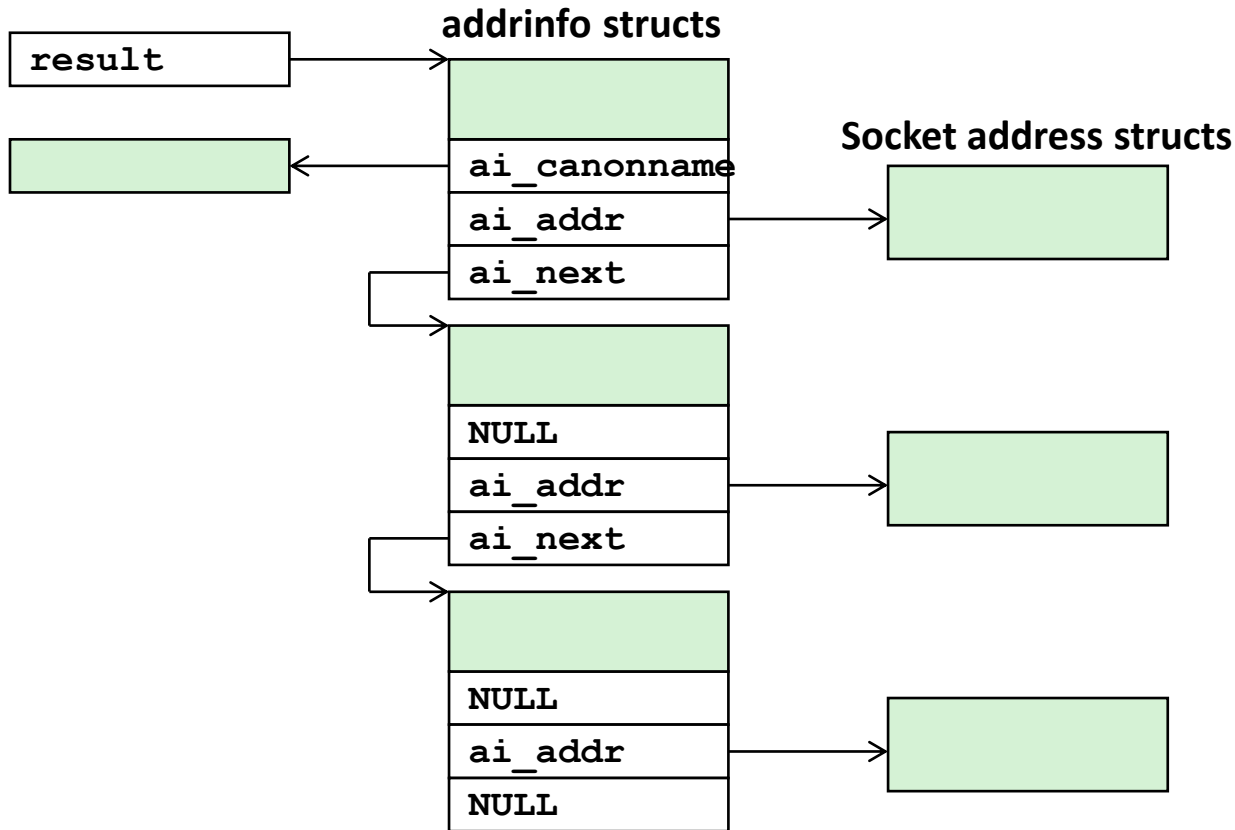 addrinfo structs
result
Socket address structs
ai_canonname
ai_addr
ai_next
NULL
ai_addr
ai_next
NULL
ai_addr
NULL